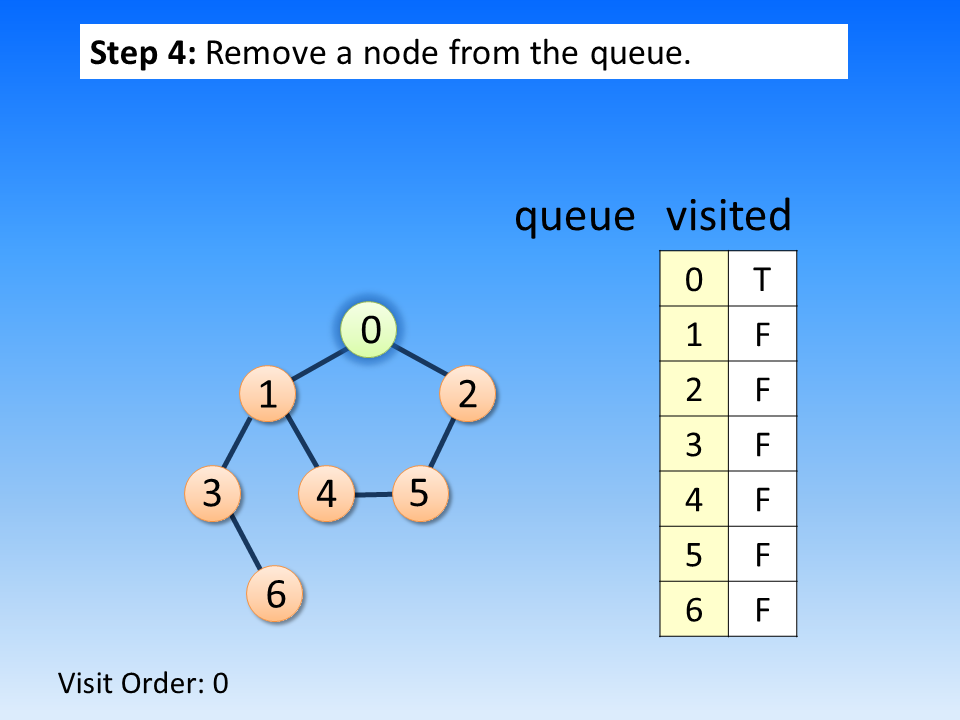 Step 4: Remove a node from the queue.
queue visited
0 T
1 F
2 F
3 F
4 F
5 F
6 F
0
1 2
3 4 5
6
Visit Order: 0